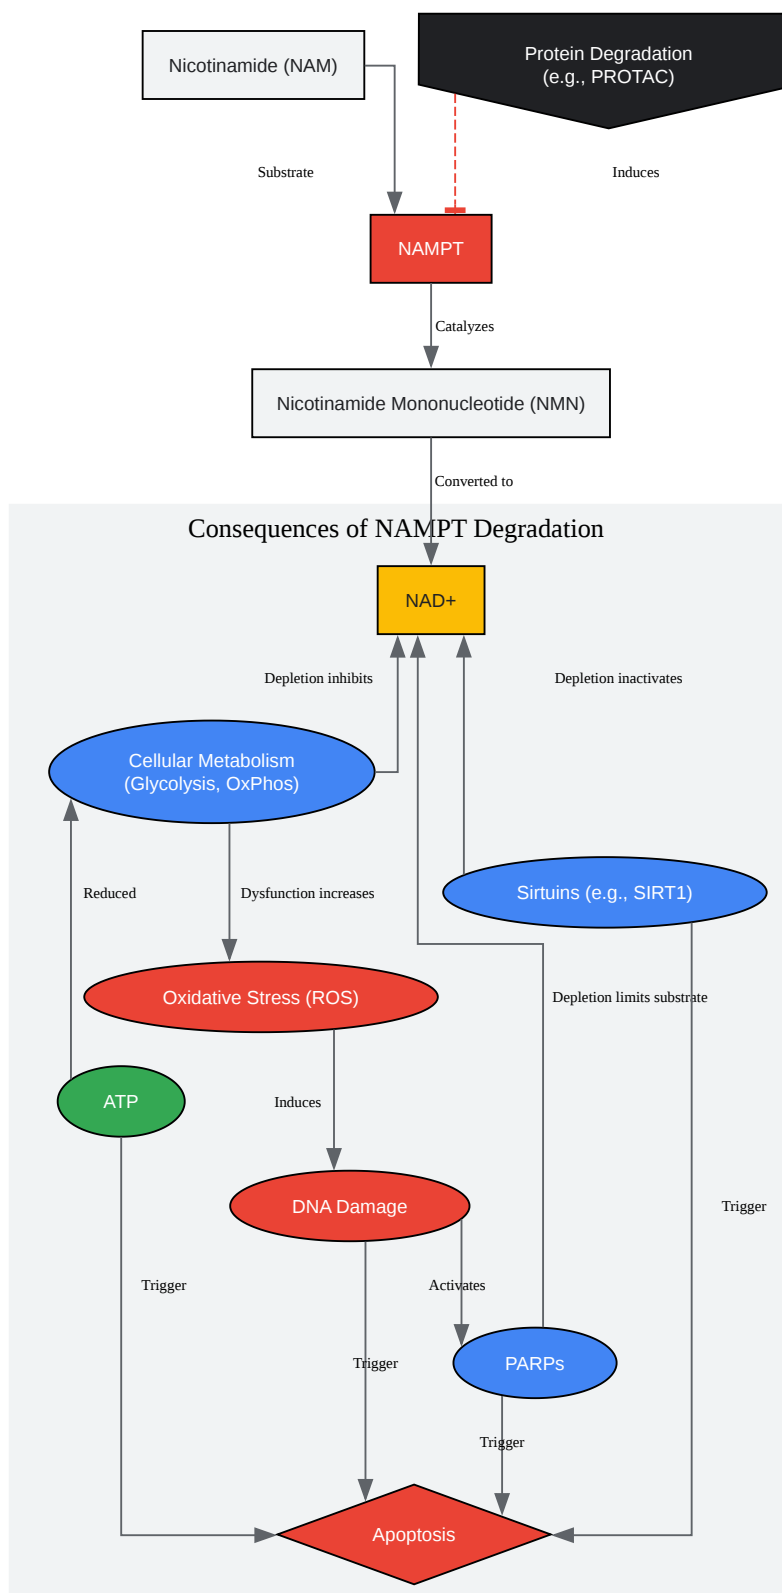 Nicotinamide (NAM)
Protein Degradation
(e.g., PROTAC)
Substrate
Induces
NAMPT
Catalyzes
Nicotinamide Mononucleotide (NMN)
Converted to
Consequences of NAMPT Degradation
NAD+
Depletion inhibits
Depletion inactivates
Cellular Metabolism
(Glycolysis, OxPhos)
Reduced
Dysfunction increases
Sirtuins (e.g., SIRT1)
Oxidative Stress (ROS)
Depletion limits substrate
ATP
Induces
DNA Damage
Trigger
Trigger
Activates
Trigger
PARPs
Trigger
Apoptosis